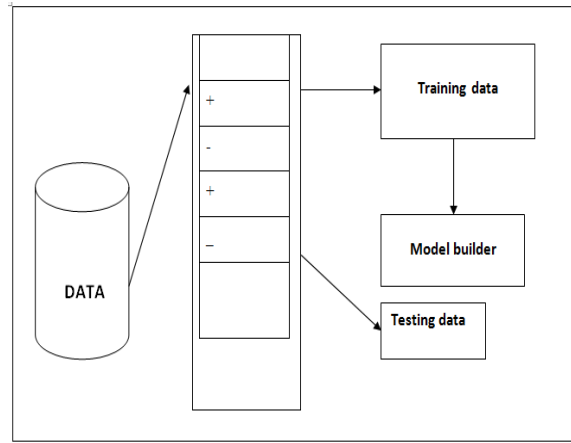 +
-
+
–
DATA
Training data
Model builder
Testing data